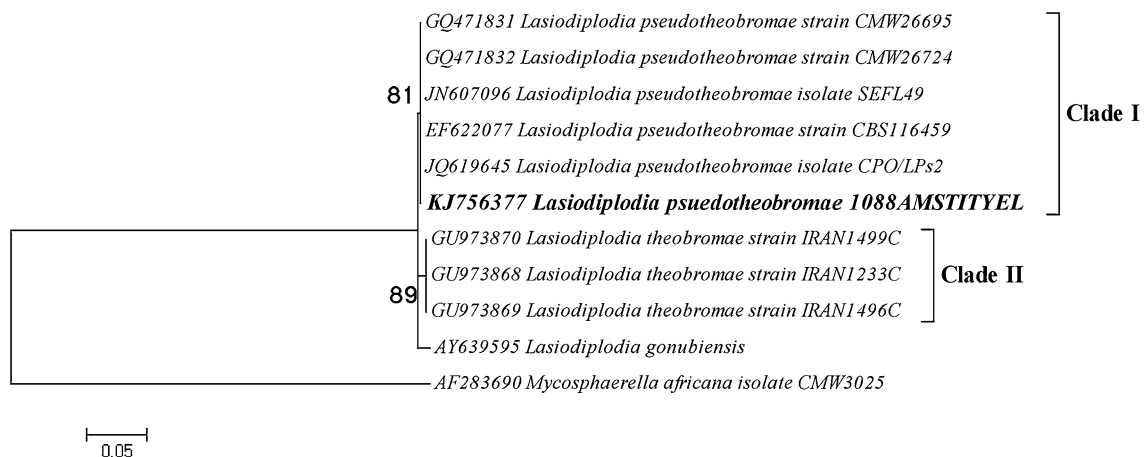 GQ471831 Lasiodiplodia pseudotheobromae strain CMW26695
GQ471832 Lasiodiplodia pseudotheobromae strain CMW26724
81
JN607096 Lasiodiplodia pseudotheobromae isolate SEFL49
Clade I
EF622077 Lasiodiplodia pseudotheobromae strain CBS116459
JQ619645 Lasiodiplodia pseudotheobromae isolate CPO/LPs2
KJ756377 Lasiodiplodia psuedotheobromae 1088AMSTITYEL
GU973870 Lasiodiplodia theobromae strain IRAN1499C
GU973868 Lasiodiplodia theobromae strain IRAN1233C
Clade II
89
GU973869 Lasiodiplodia theobromae strain IRAN1496C
AY639595 Lasiodiplodia gonubiensis
AF283690 Mycosphaerella africana isolate CMW3025
0.05